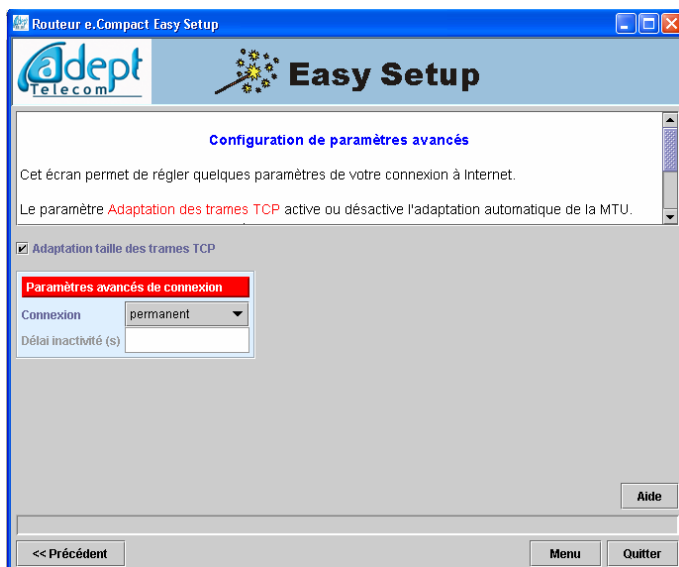 Routeur e.Compact Easy Setup
adept
Telecom
Easy Setup
Configuration de paramètres avancés
Cet écran permet de régler quelques paramètres de votre connexion à Internet.
Le paramètre Adaptation des trames TCP active ou désactive l'adaptation automatique de la MTU.
Adaptation taille des trames TCP
Paramètres avancés de connexion
Connexion permanent
Délai inactivité (s)
Aide
<< Précédent Menu Quitter